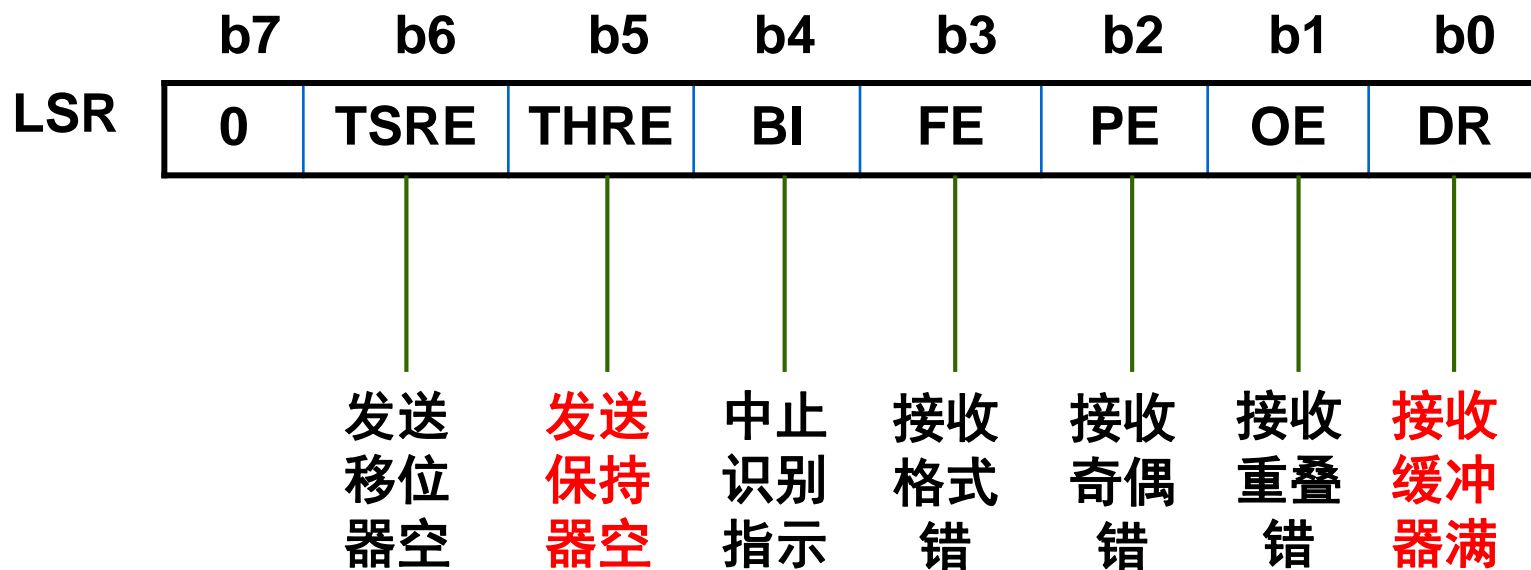 b7 b6 b5 b4 b3 b2 b1 b0
LSR 0 TSRE THRE BI FE PE OE DR
发送 发送 中止 接收 接收 接收 接收
移位 保持 识别 格式 奇偶 重叠 缓冲
器空 器空 指示 错 错 错 器满